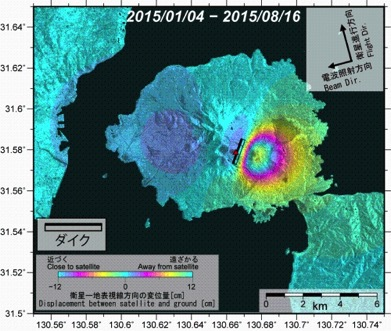 2015/01/04 − 2015/08/16
衛星進行方向
Flight Dir.
電波照射方向
Beam Dir.
31.64°
31.62°
31.6°
31.58°
31.56°
31.54°
31.52°
31.5°
ダイク
近づく 遠ざかる
Close to satellite Away from satellite
−12 0 12
衛星ー地表視線方向の変位量[cm]
Displacement between satellite and ground [cm]
0 2 4 6
km
130.56° 130.58° 130.6° 130.62° 130.64° 130.66° 130.68° 130.7° 130.72° 130.74°